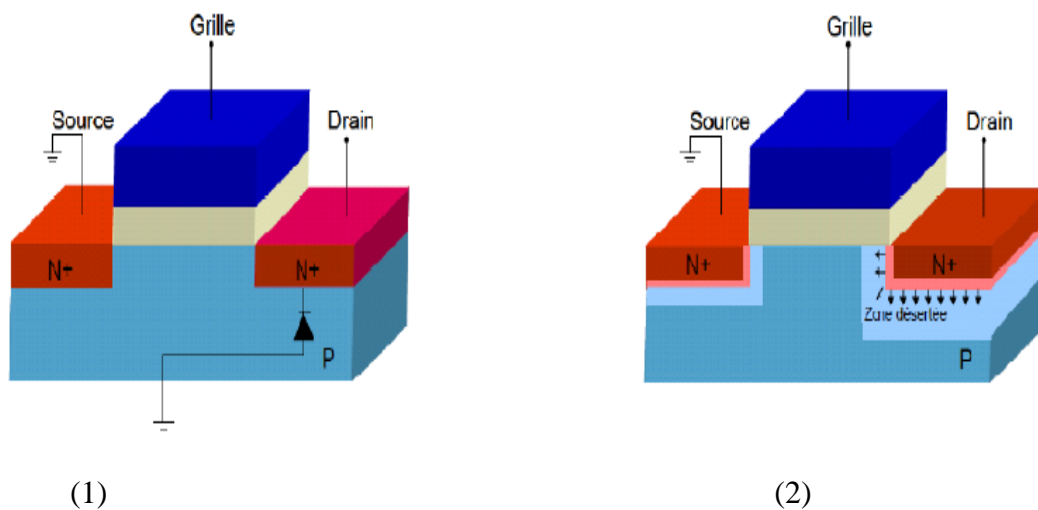 Grille
Source
Drain
N+
N+
P
(1)
Grille
Source
Drain
N+
N+
Zone désertée
P
(2)